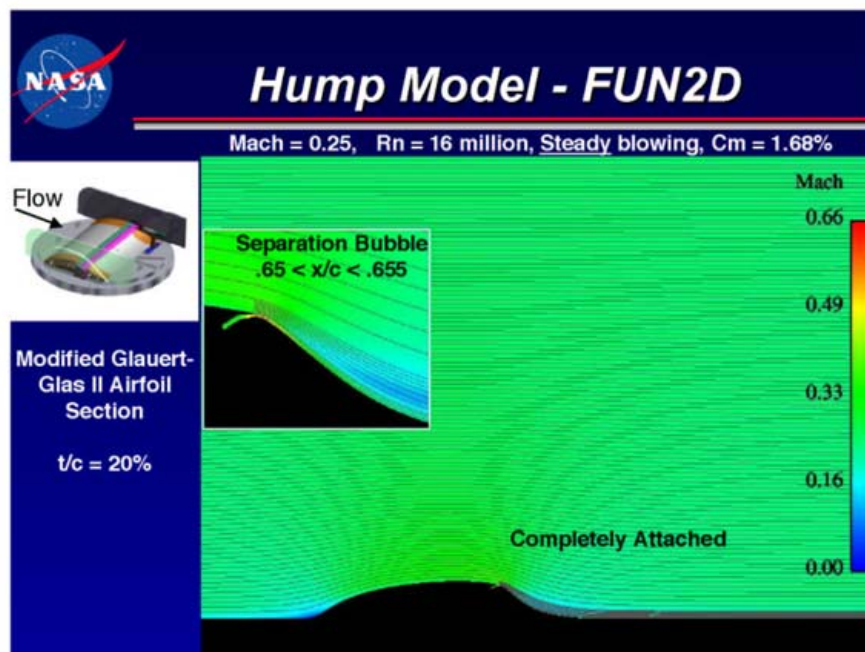 NASA
Hump Model - FUN2D
Mach = 0.25, Rn = 16 million, Steady blowing, Cm = 1.68%
Flow
Separation Bubble
.65 < x/c < .655
Modified Glauert-
Glas II Airfoil
Section
t/c = 20%
Mach
0.66
0.49
0.33
0.16
0.00
Completely Attached